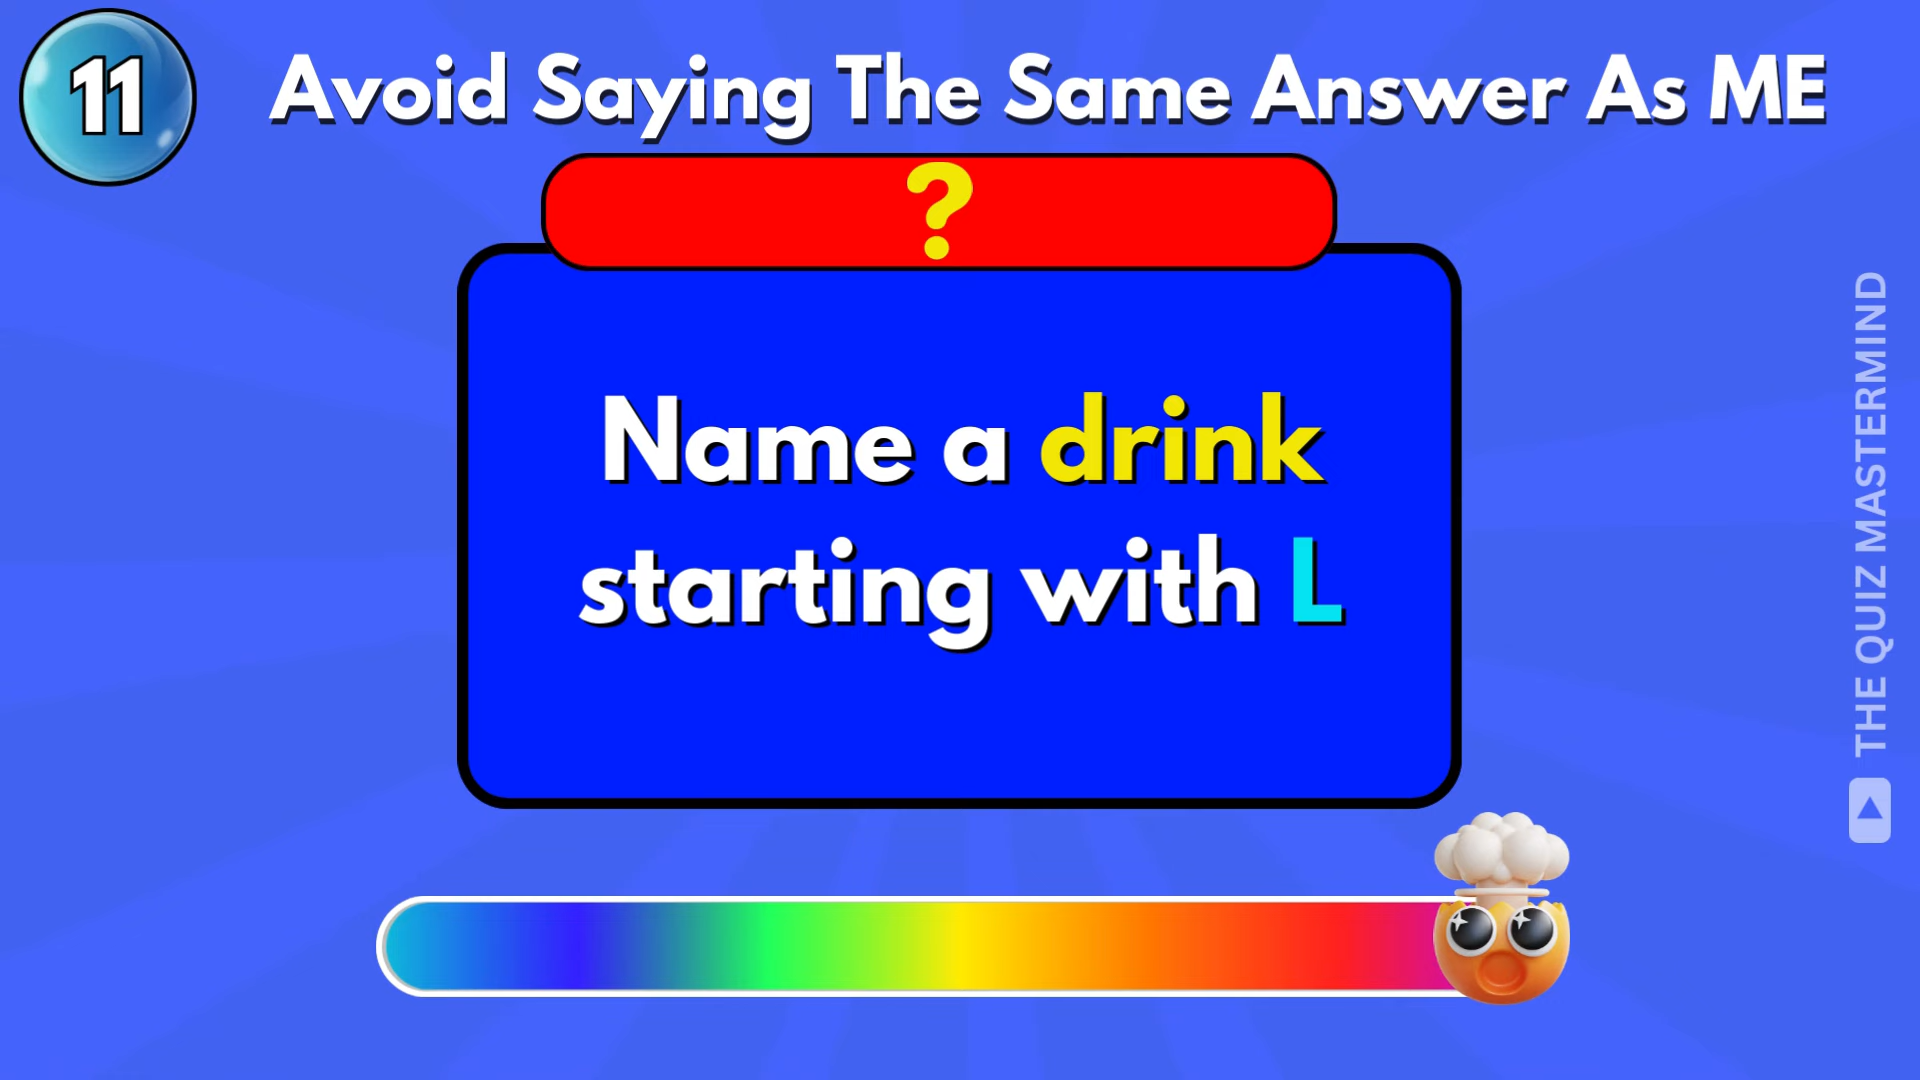 11
Avoid Saying The Same Answer As ME
?
Name a drink
starting with L
THE QUIZ MASTERMIND